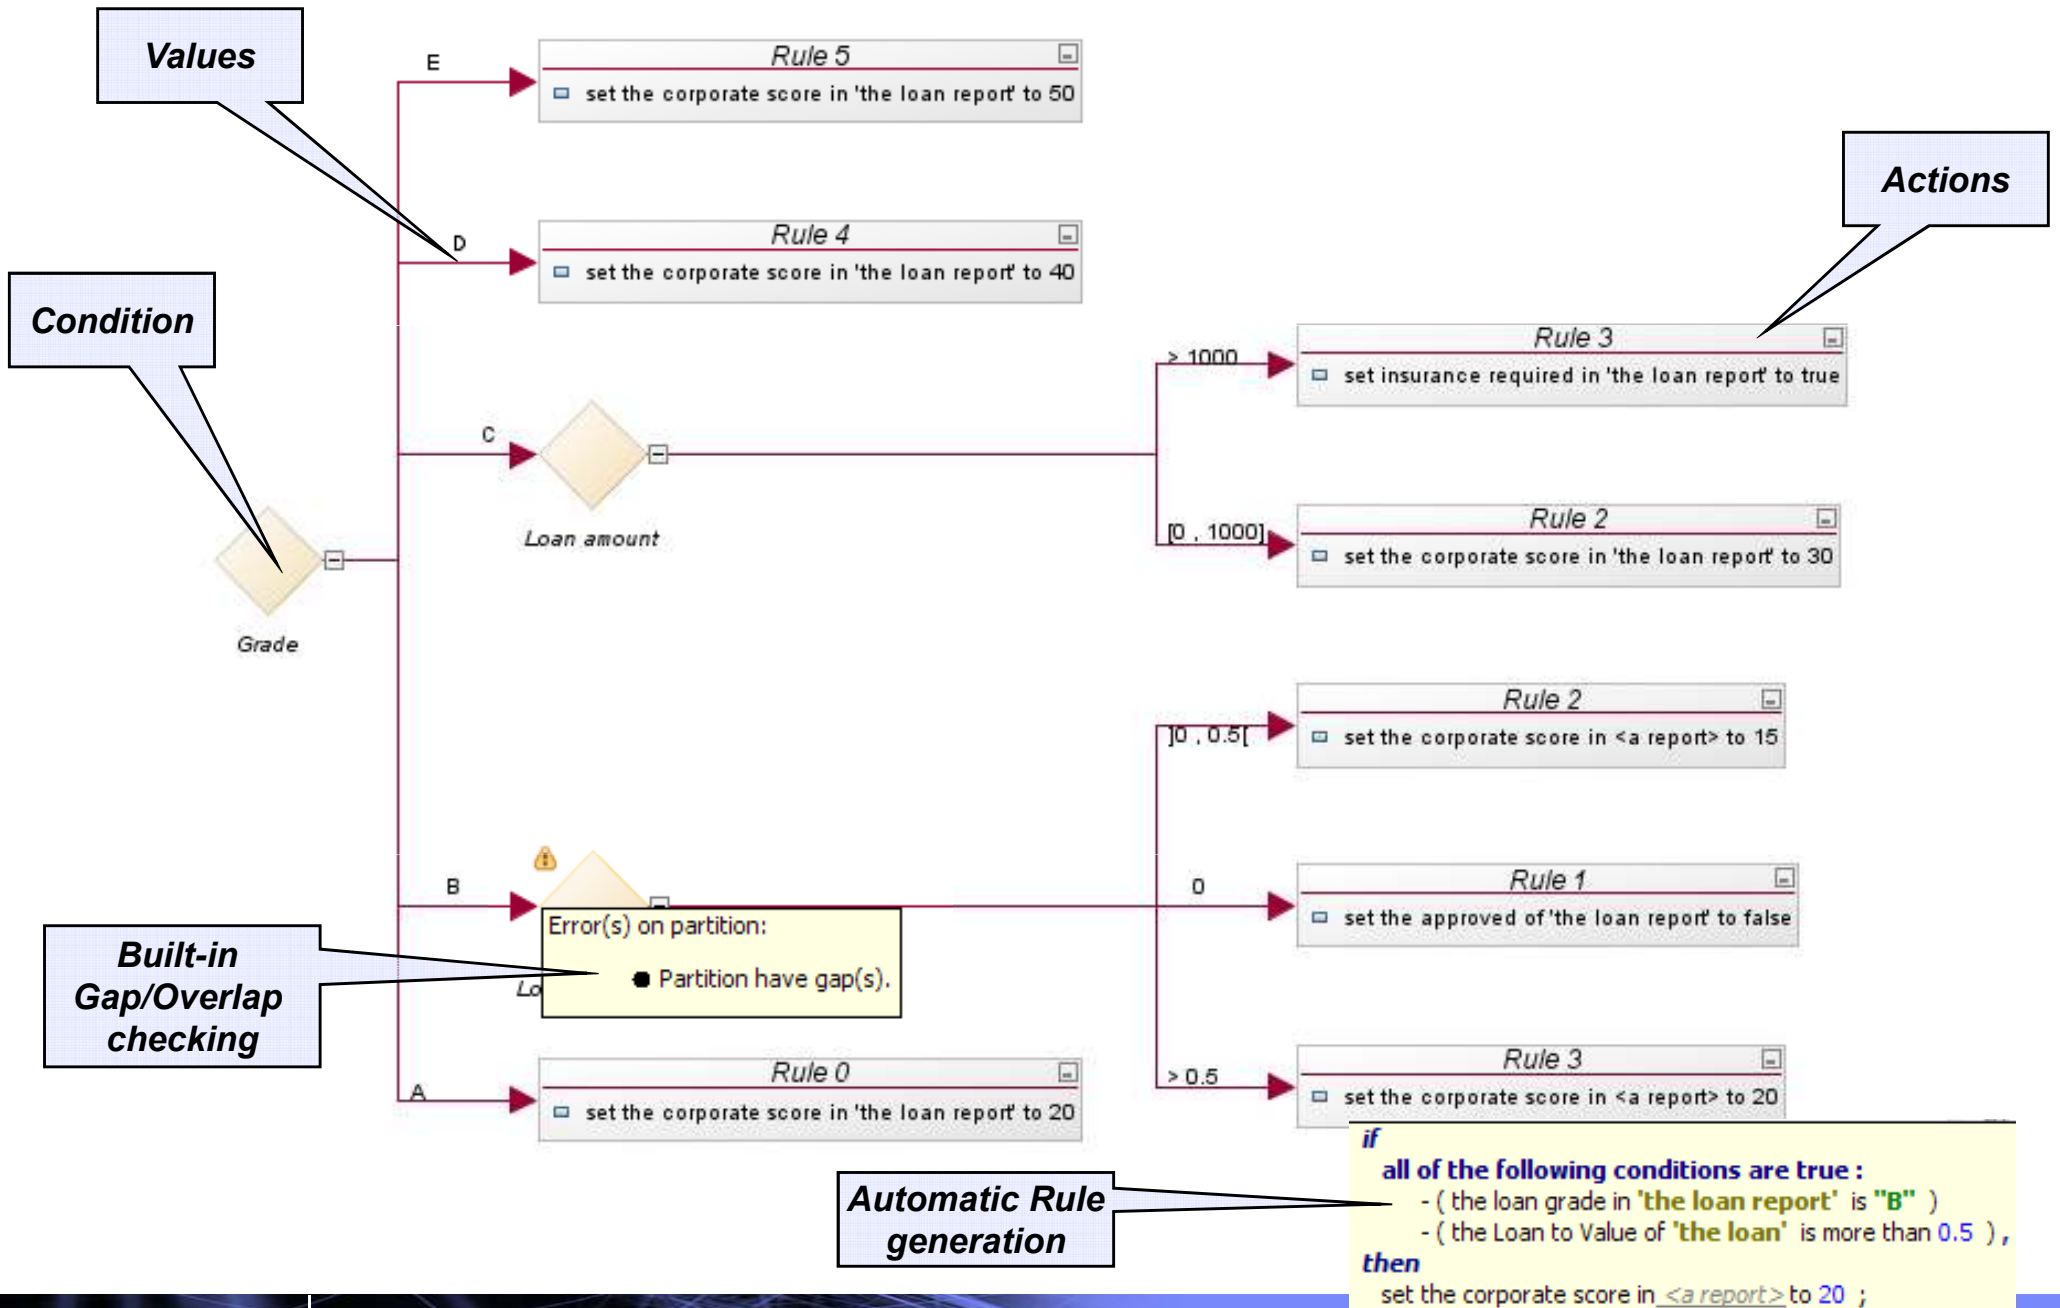 Values
E
Rule 5
set the corporate score in 'the loan report' to 50
Actions
D
Rule 4
set the corporate score in 'the loan report' to 40
Condition
> 1000
Rule 3
set insurance required in 'the loan report' to true
C
Loan amount
[0 , 1000]
Rule 2
set the corporate score in 'the loan report' to 30
Grade
]0 , 0.5[
Rule 2
set the corporate score in <a report> to 15
B
0
Rule 1
set the approved of 'the loan report' to false
Error(s) on partition:
Partition have gap(s).
Lo
Built-in
Gap/Overlap
checking
A
Rule 0
set the corporate score in 'the loan report' to 20
> 0.5
Rule 3
set the corporate score in <a report> to 20
Automatic Rule
generation
if
all of the following conditions are true :
- ( the loan grade in 'the loan report' is "B" )
- ( the Loan to Value of 'the loan' is more than 0.5 ) ,
then
set the corporate score in <a report> to 20 ;